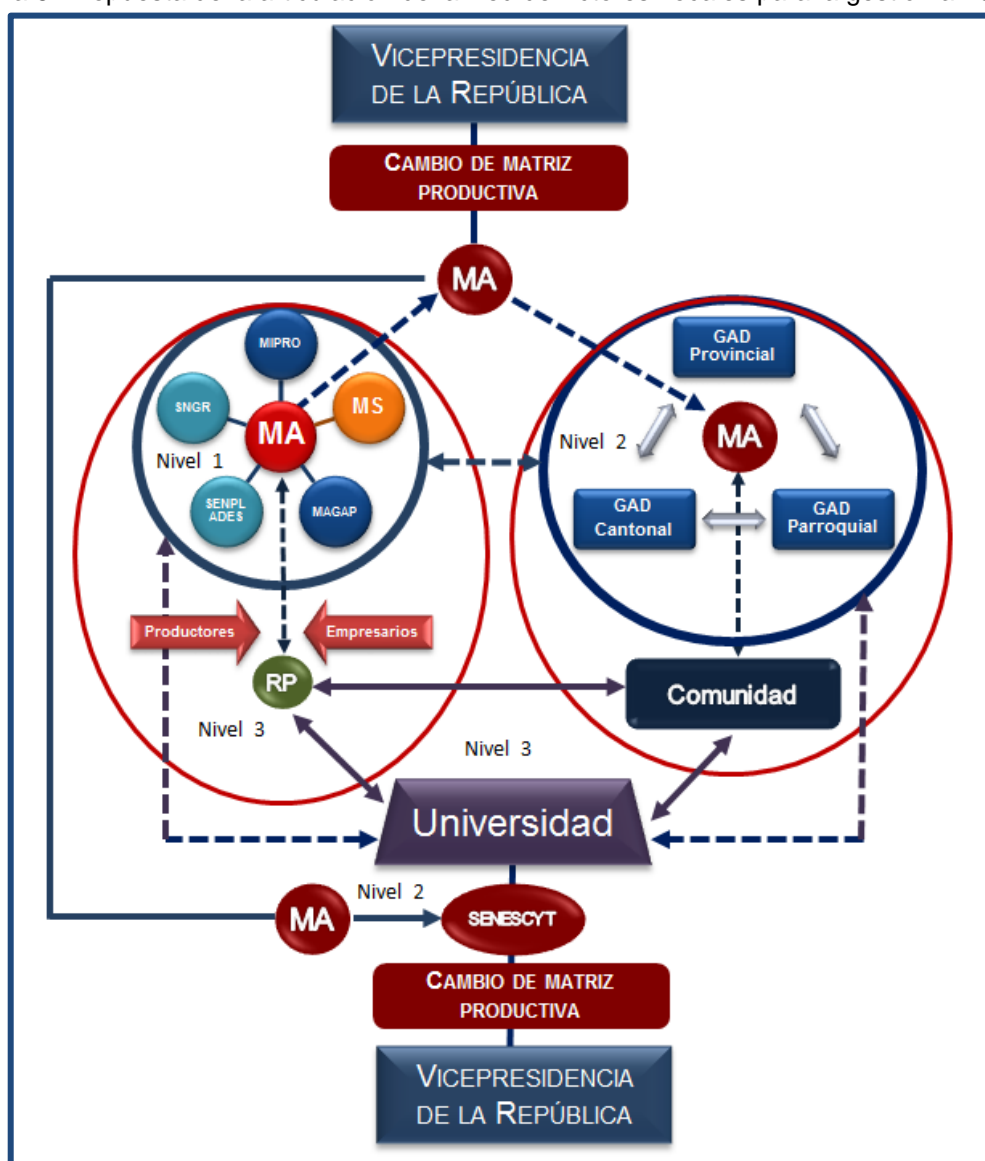 VICEPRESIDENCIA
DE LA REPÚBLICA
CAMBIO DE MATRIZ
PRODUCTIVA
MA
MIPRO
SNGR
MS
MA
Nivel 1
SENPL
ADES
MAGAP
GAD
Provincial
Nivel 2
MA
GAD
Cantonal
GAD
Parroquial
Productores
Empresarios
RP
Comunidad
Nivel 3
Nivel 3
Universidad
Nivel 2
MA
SENESCYT
CAMBIO DE MATRIZ
PRODUCTIVA
VICEPRESIDENCIA
DE LA REPÚBLICA